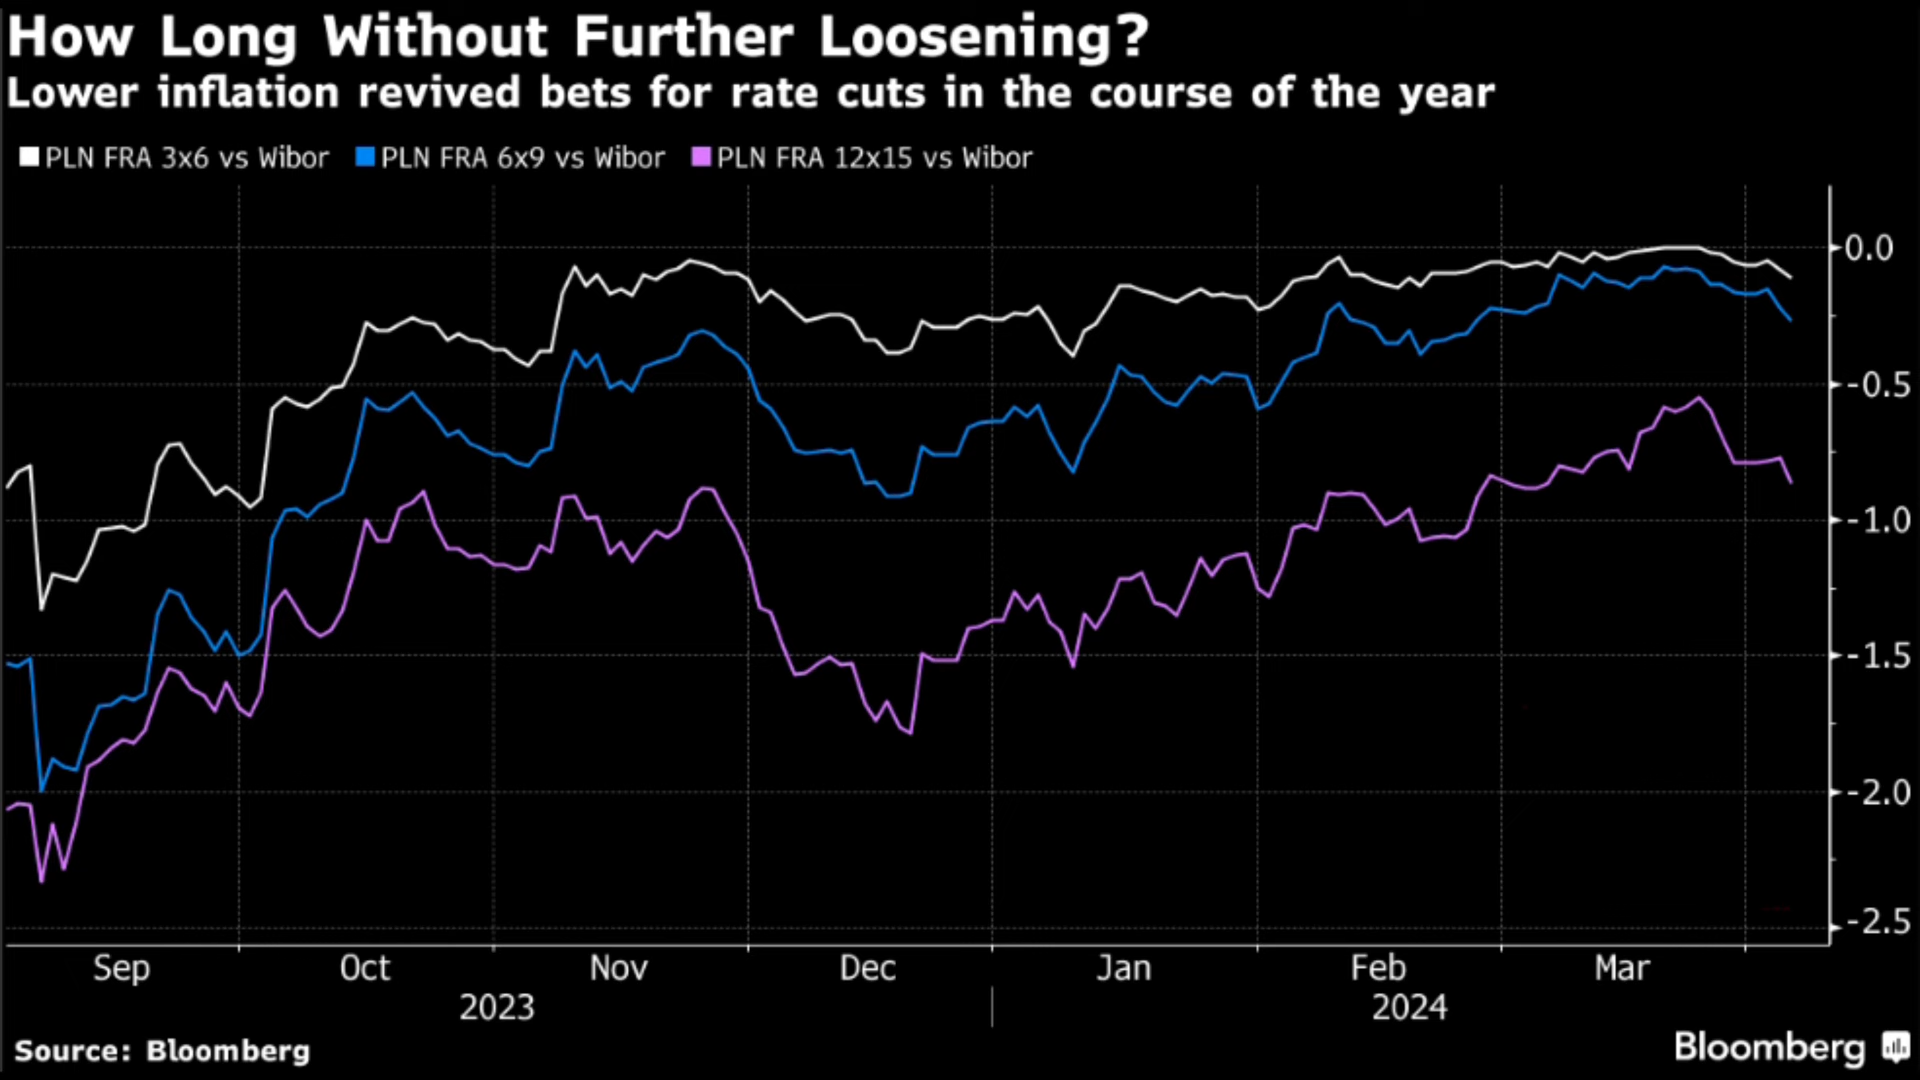 How Long Without Further Loosening?
Lower inflation revived bets for rate cuts in the course of the year
PLN FRA 3x6 vs Wibor PLN FRA 6x9 vs Wibor PLN FRA 12x15 vs Wibor
0.0
-0.5
-1.0
-1.5
-2.0
-2.5
Sep Oct Nov Dec Jan Feb Mar
2023 2024
Source: Bloomberg
Bloomberg